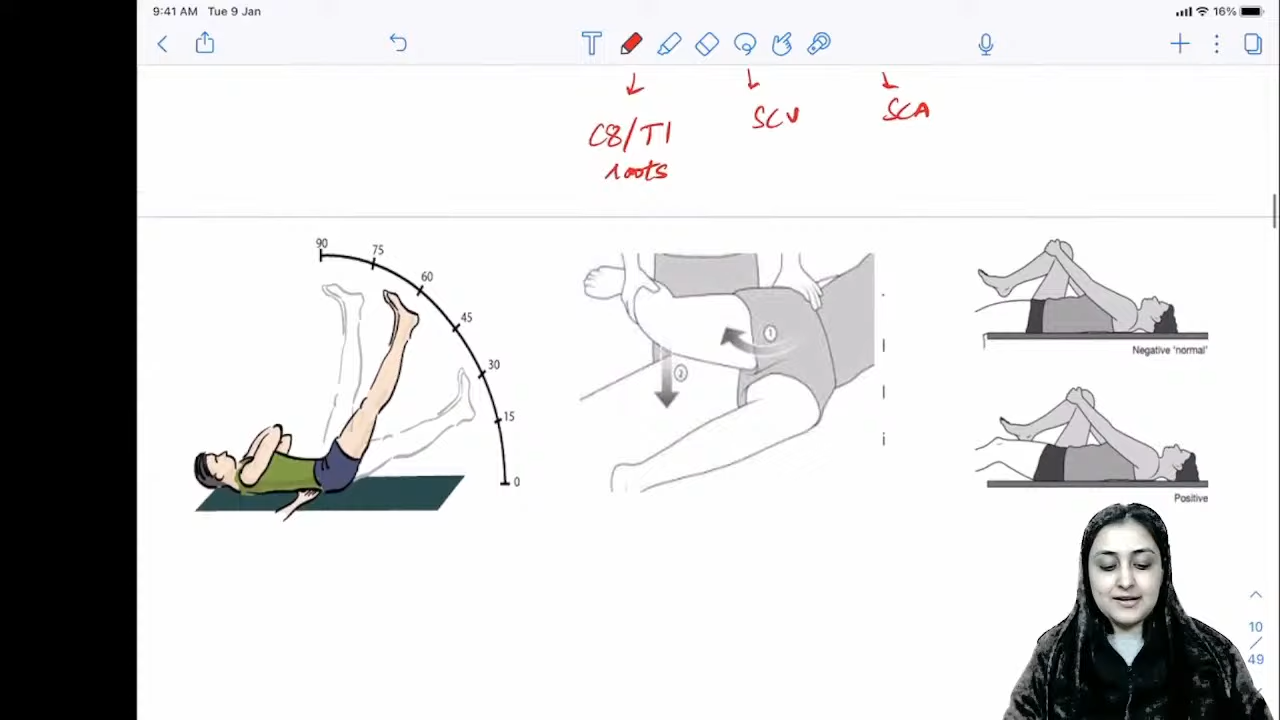 9:41 AM Tue 9 Jan
16%
C8/T1
roots
SCV
SCA
90
75
60
45
30
15
0
1
2
Negative 'normal'
Positive
10
49